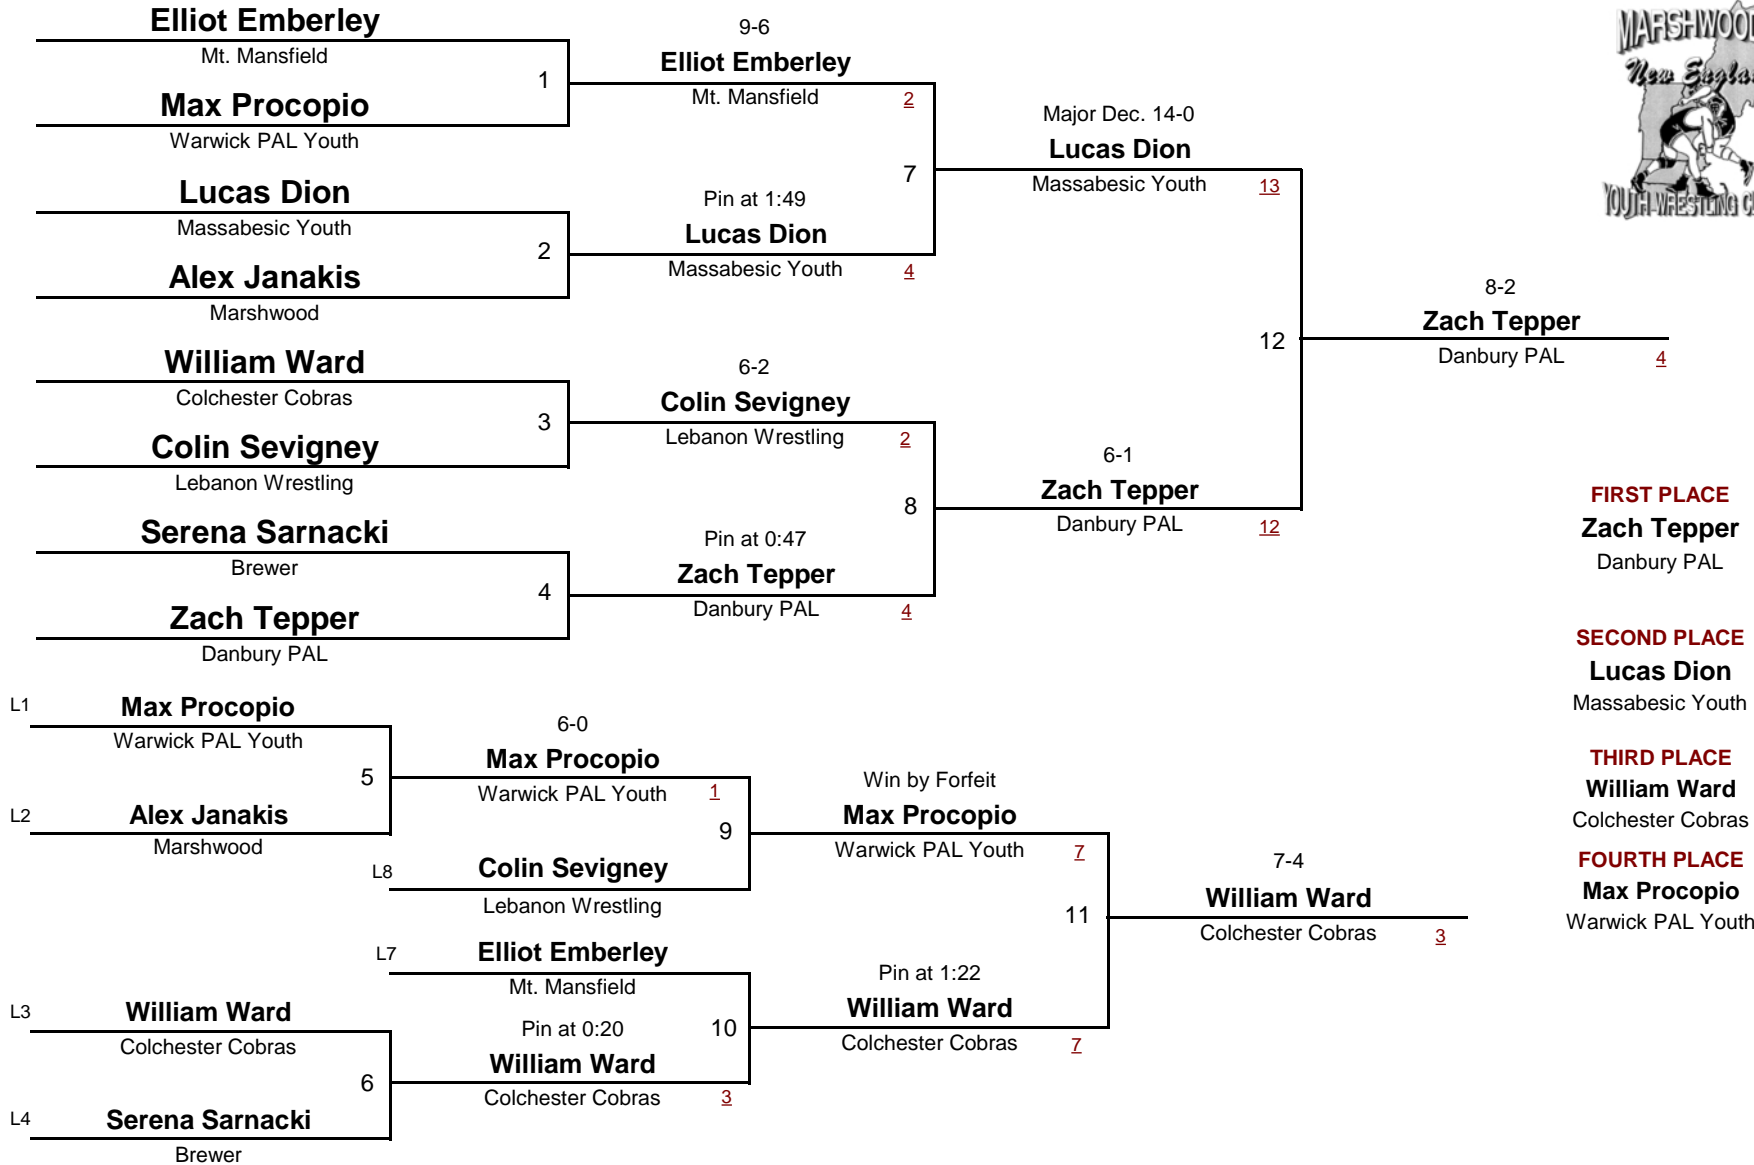 Elliot Emberley
Mt. Mansfield
1
Max Procopio
Warwick PAL Youth
Lucas Dion
Massabesic Youth
2
Alex Janakis
Marshwood
William Ward
Colchester Cobras
3
Colin Sevigney
Lebanon Wrestling
Serena Sarnacki
Brewer
4
Zach Tepper
Danbury PAL
9-6
Elliot Emberley
Mt. Mansfield 2
7
Pin at 1:49
Lucas Dion
Massabesic Youth 4
6-2
Colin Sevigney
Lebanon Wrestling 2
8
Pin at 0:47
Zach Tepper
Danbury PAL 4
Major Dec. 14-0
Lucas Dion
Massabesic Youth 13
12
6-1
Zach Tepper
Danbury PAL 12
8-2
Zach Tepper
Danbury PAL 4
MARSHWOOD
New England
YOUTH WRESTLING
FIRST PLACE
Zach Tepper
Danbury PAL
SECOND PLACE
Lucas Dion
Massabesic Youth
THIRD PLACE
William Ward
Colchester Cobras
FOURTH PLACE
Max Procopio
Warwick PAL Youth
L1 Max Procopio
Warwick PAL Youth
5
L2 Alex Janakis
Marshwood
6-0
Max Procopio
Warwick PAL Youth 1
9
L8 Colin Sevigney
Lebanon Wrestling
L7 Elliot Emberley
Mt. Mansfield
10
Pin at 0:20
William Ward
Colchester Cobras 3
L3 William Ward
Colchester Cobras
6
L4 Serena Sarnacki
Brewer
Win by Forfeit
Max Procopio
Warwick PAL Youth 7
11
Pin at 1:22
William Ward
Colchester Cobras 7
7-4
William Ward
Colchester Cobras 3